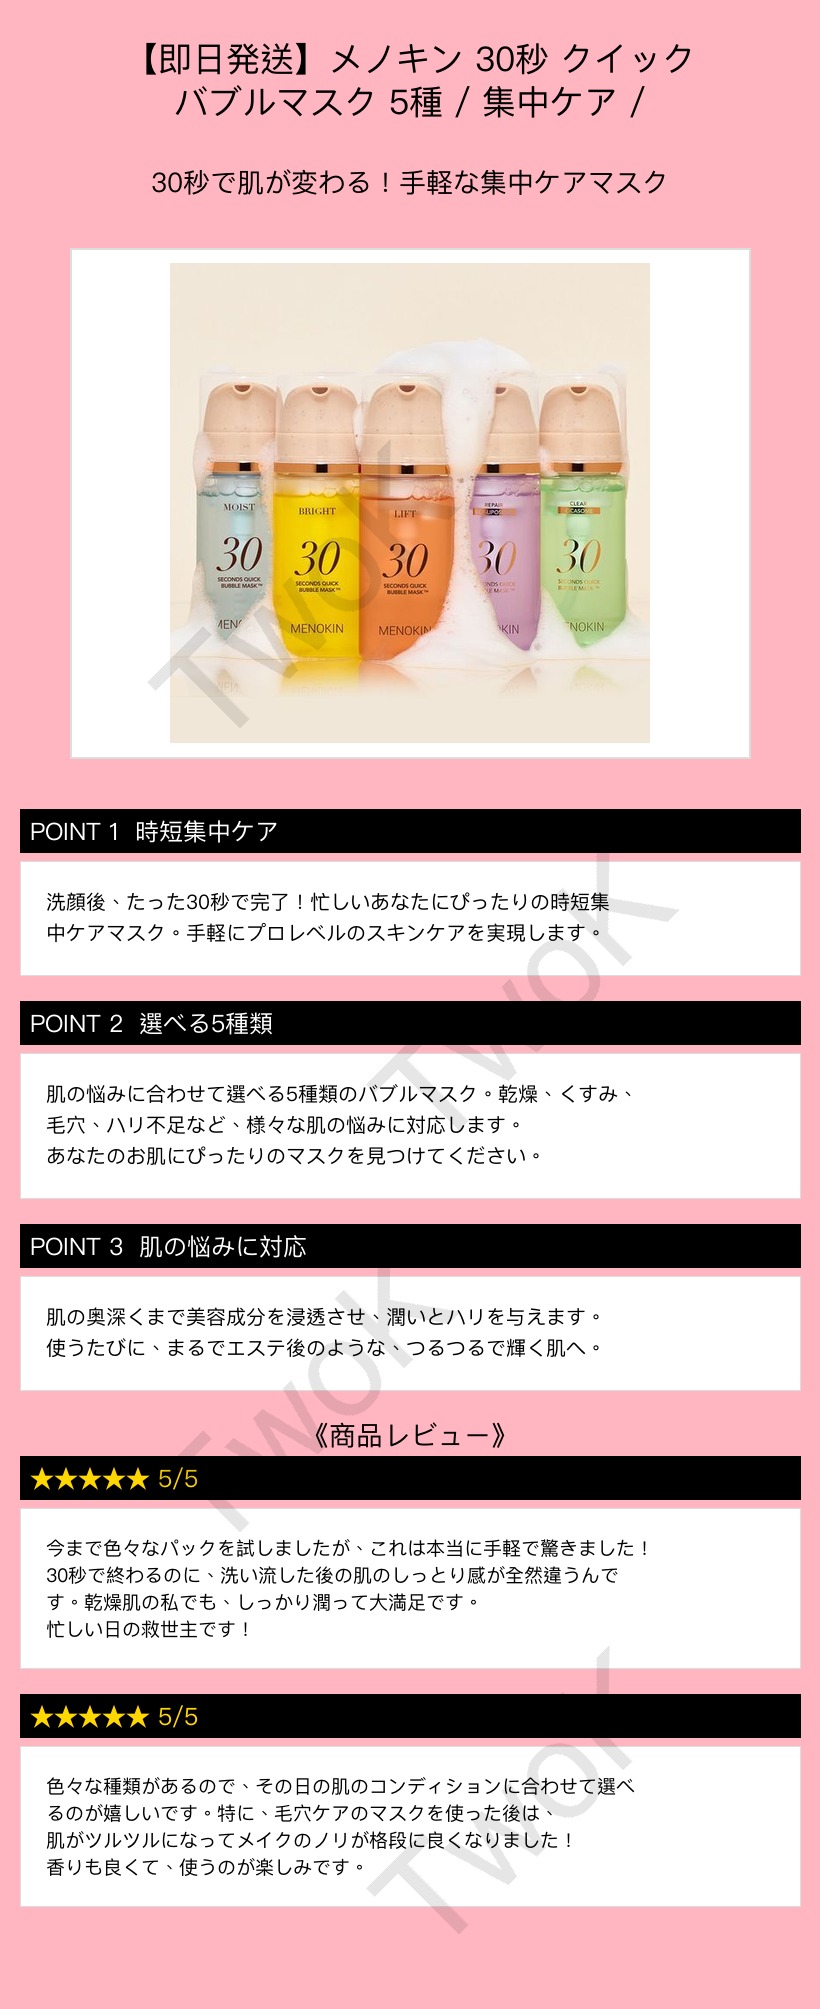 【即日発送】メノキン 30秒 クイック
バブルマスク 5種 / 集中ケア /
30秒で肌が変わる！手軽な集中ケアマスク
MOIST
30
SECONDS QUICK
BUBBLE MASK™
MENO
BRIGHT
30
SECONDS QUICK
BUBBLE MASK™
MENOKIN
LIFT
30
SECONDS QUICK
BUBBLE MASK™
MENOKIN
REPAIR
30
KIN
CLEAR
30
SECONDS QUICK
BUBBLE MASK™
ENOKIN
TwoK
POINT 1 時短集中ケア
洗顔後、たった30秒で完了！忙しいあなたにぴったりの時短集
中ケアマスク。手軽にプロレベルのスキンケアを実現します。
TwoK
POINT 2 選べる5種類
肌の悩みに合わせて選べる5種類のバブルマスク。乾燥、くすみ、
毛穴、ハリ不足など、様々な肌の悩みに対応します。
あなたのお肌にぴったりのマスクを見つけてください。
POINT 3 肌の悩みに対応
肌の奥深くまで美容成分を浸透させ、潤いとハリを与えます。
使うたびに、まるでエステ後のような、つるつるで輝く肌へ。
TwoK
《商品レビュー》
★★★★★ 5/5
今まで色々なパックを試しましたが、これは本当に手軽で驚きました！
30秒で終わるのに、洗い流した後の肌のしっとり感が全然違うんで
す。乾燥肌の私でも、しっかり潤って大満足です。
忙しい日の救世主です！
★★★★★ 5/5
色々な種類があるので、その日の肌のコンディションに合わせて選べ
るのが嬉しいです。特に、毛穴ケアのマスクを使った後は、
肌がツルツルになってメイクのノリが格段に良くなりました！
香りも良くて、使うのが楽しみです。
TwoK